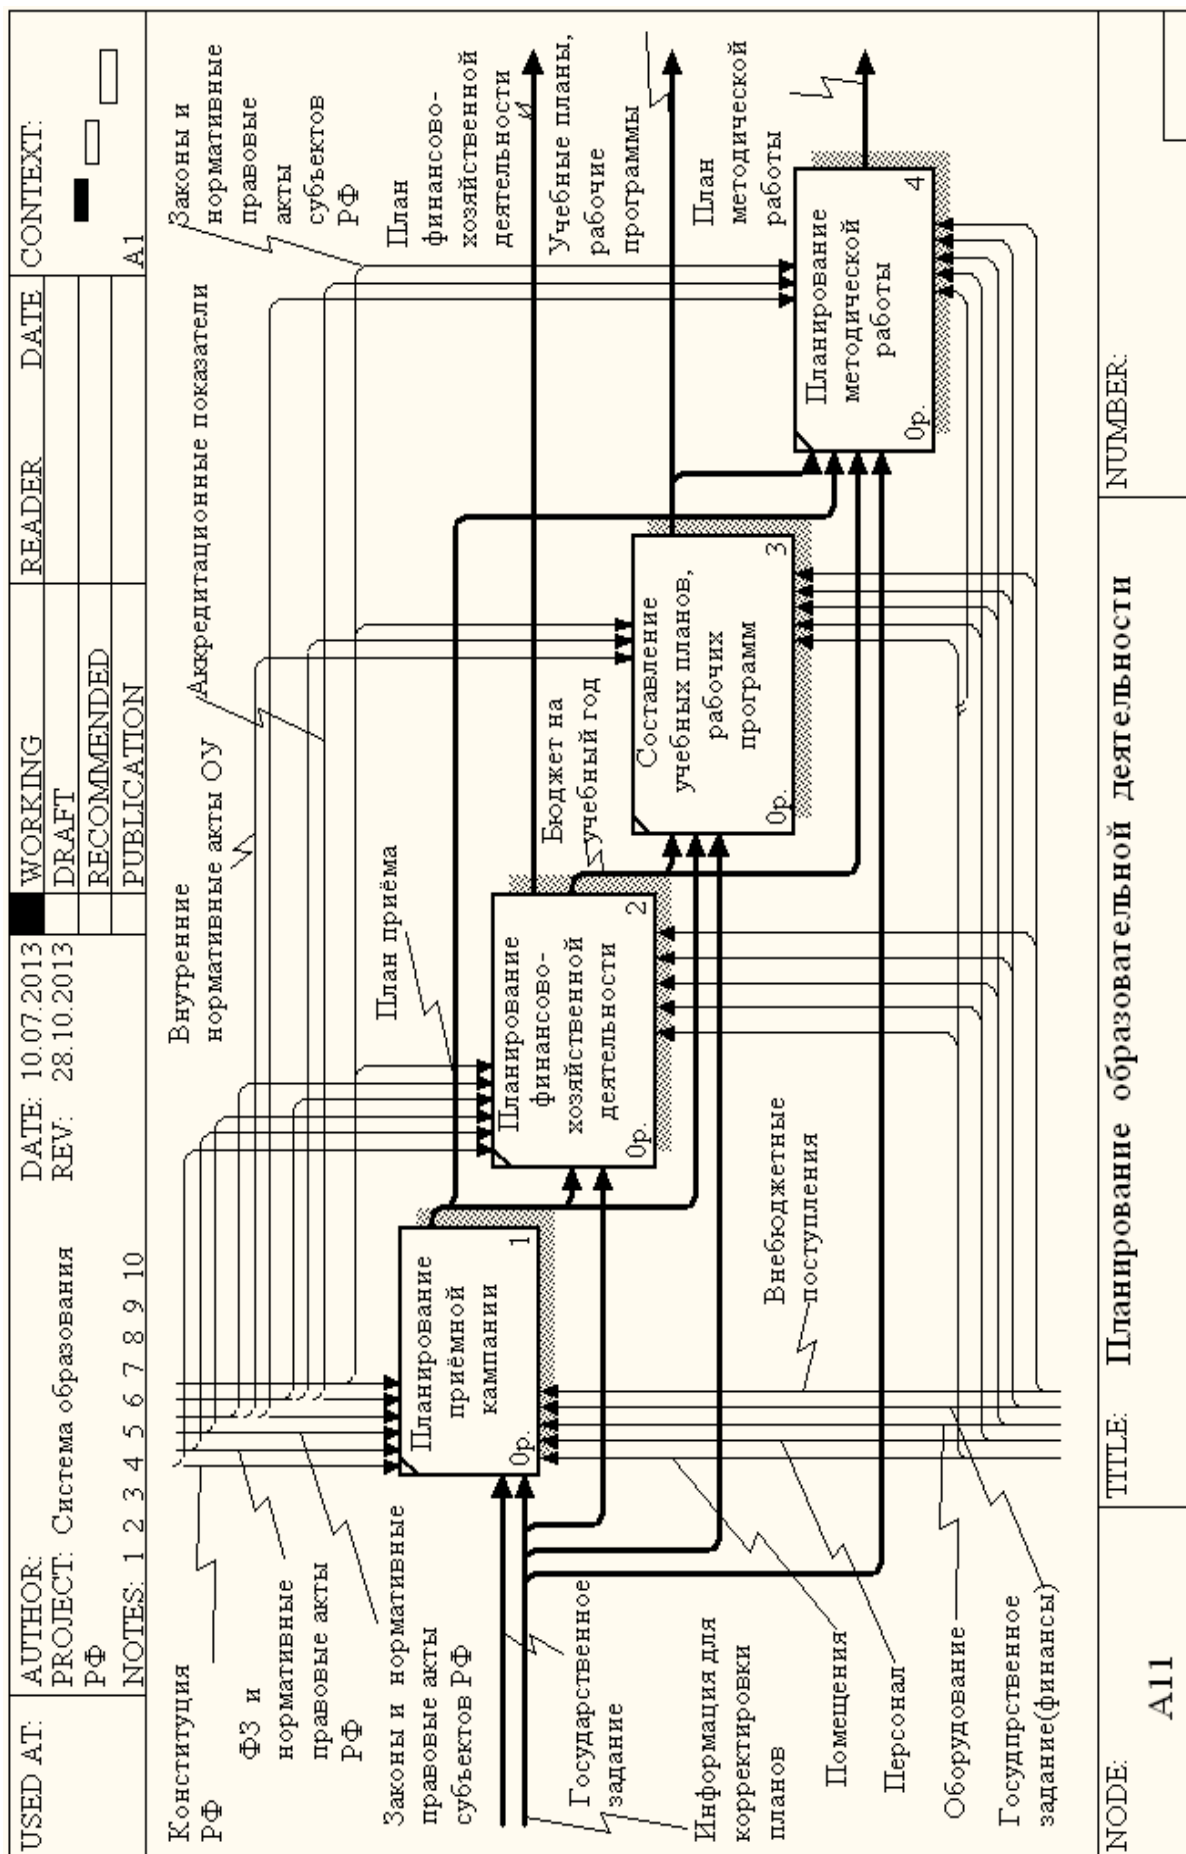 USED AT:
AUTHOR:
PROJECT: Система образования
РФ
NOTES: 1 2 3 4 5 6 7 8 9 10
DATE: 10.07.2013
REV: 28.10.2013
WORKING
DRAFT
RECOMMENDED
PUBLICATION
READER
DATE
CONTEXT:
A1
Конституция
РФ
ФЗ и
нормативные
правовые акты
РФ
Законы и нормативные
правовые акты
субъектов РФ
Внутренние
нормативные акты ОУ
Аккредитационные показатели
Законы и
нормативные
правовые
акты
субъектов
РФ
План приёма
План
финансово-
хозяйственной
деятельности
Учебные планы,
рабочие
программы
План
методической
работы
Бюджет на
учебный год
Государственное
задание
Информация для
корректировки
планов
Планирование
приёмной
кампании
0р.
1
Планирование
финансово-
хозяйственной
деятельности
0р.
2
Составление
учебных планов,
рабочих
программ
0р.
3
Планирование
методической
работы
0р.
4
Помещения
Персонал
Оборудование
Госудпрственное
задание(финансы)
Внебюджетные
поступления
NODE:
A11
TITLE:
Планирование образовательной деятельности
NUMBER: